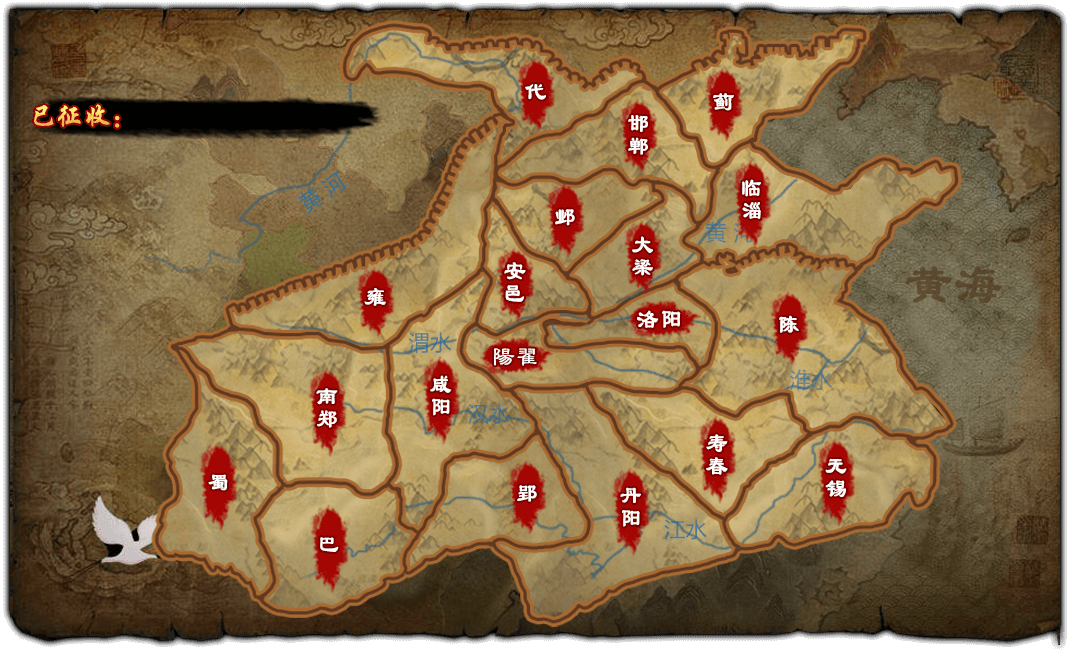 已征收：
代
蓟
邯郸
临淄
邺
大梁
黄河
黄河
安邑
雍
洛阳
陈
黄海
渭水
陽翟
淮水
咸阳
南郑
汉水
寿春
无锡
蜀
郢
丹阳
江水
巴